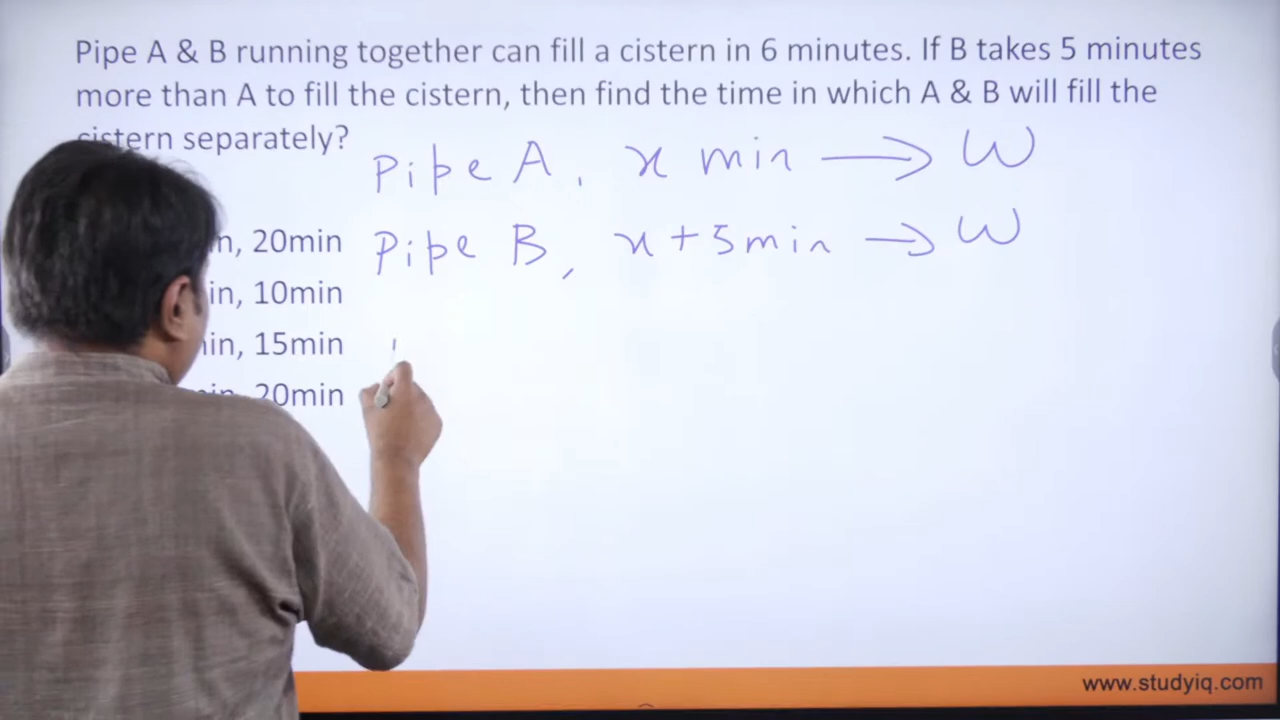 Pipe A & B running together can fill a cistern in 6 minutes. If B takes 5 minutes
more than A to fill the cistern, then find the time in which A & B will fill the
cistern separately?
Pipe A, x min → W
20min
Pipe B, x + 5 min → W
10min
15min
20min
www.studyiq.com